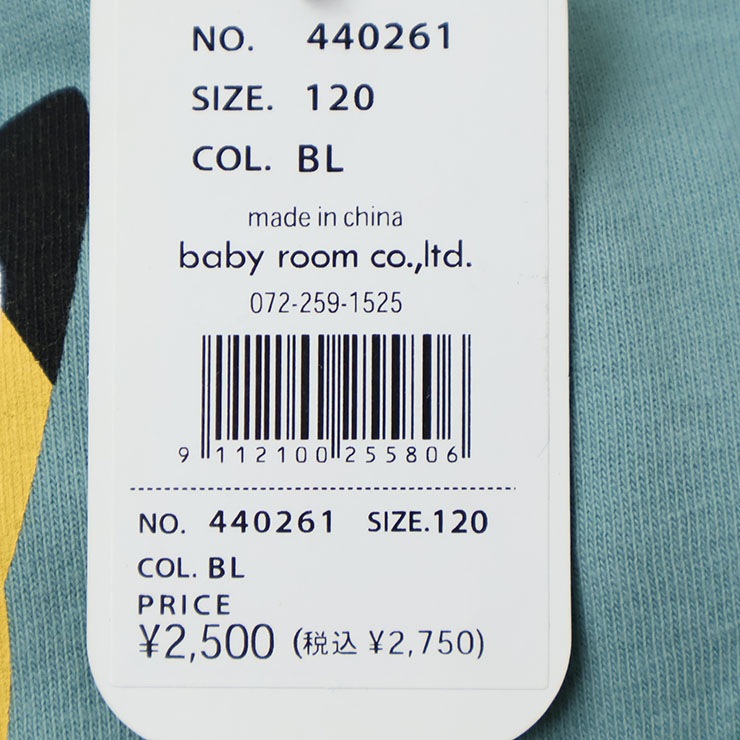 NO. 440261
SIZE. 120
COL. BL
made in china
baby room co.,ltd.
072-259-1525
9 112100 255806
NO. 440261 SIZE.120
COL. BL
PRICE
¥2,500 (税込 ¥2,750)